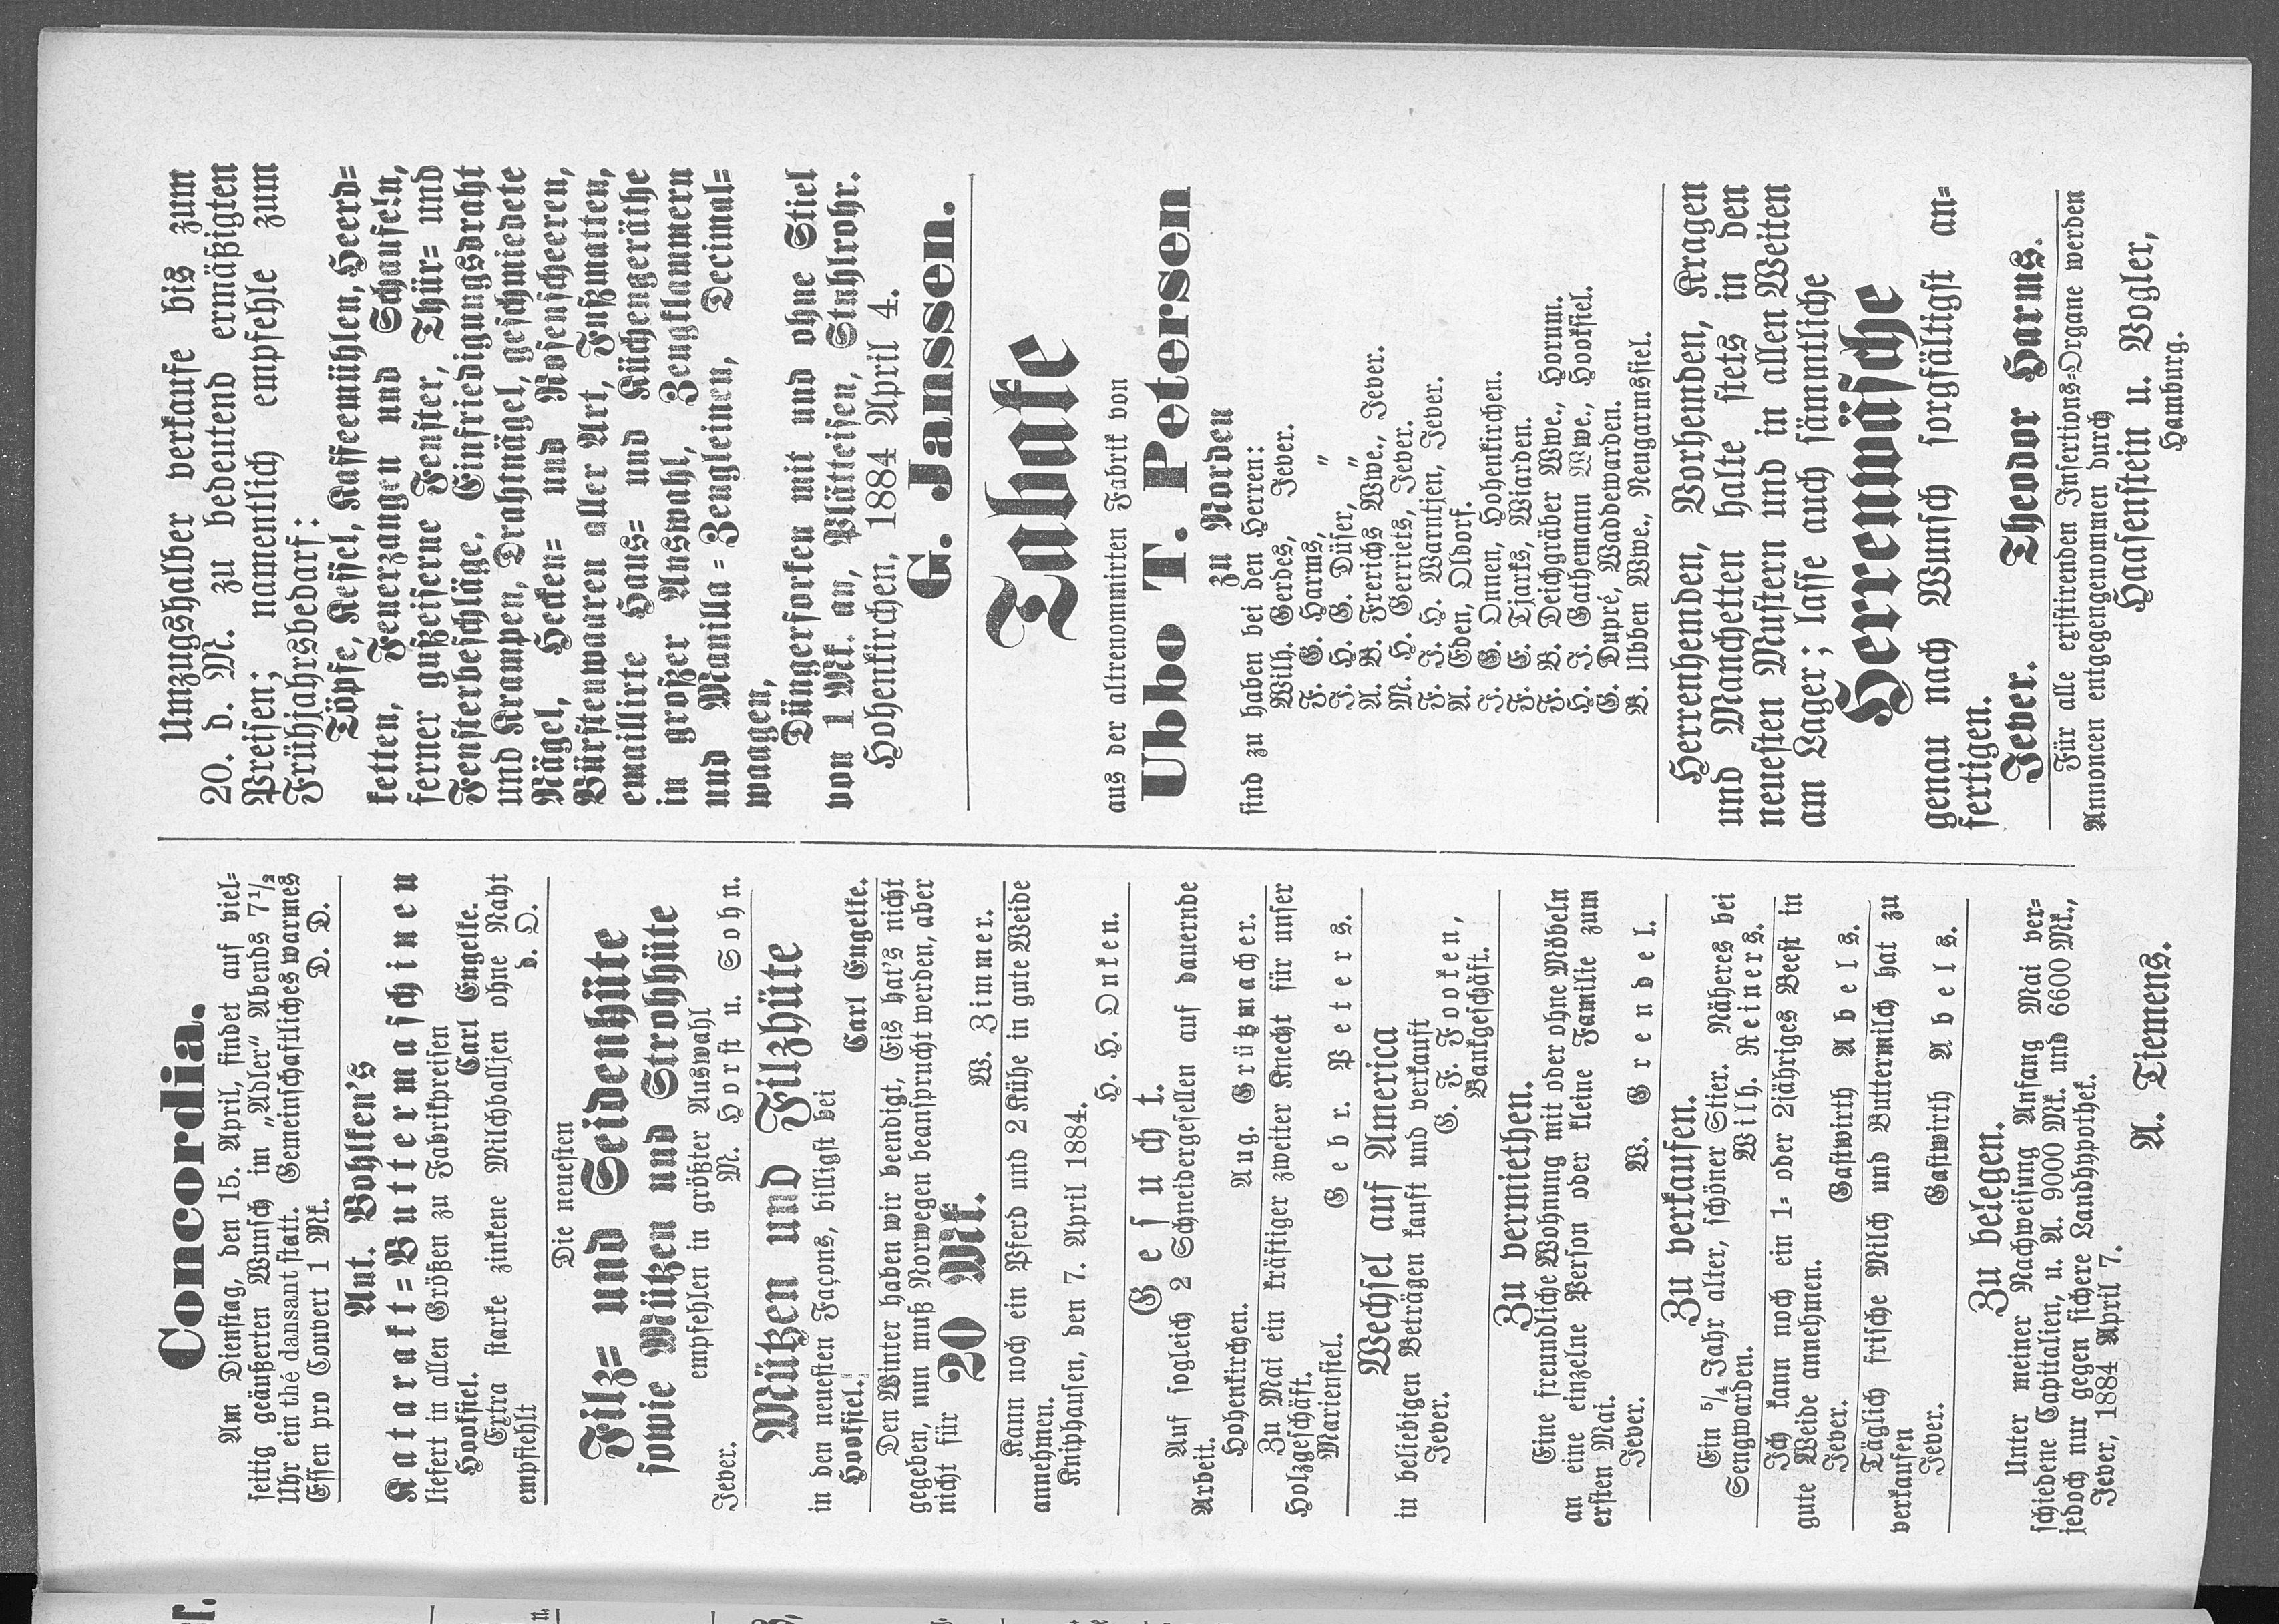 Concordia.
Am Dienstag, den 15. April, findet auf viel=
seitig geäußerten Wunsch im „Adler“ Abends 7½
Uhr ein thé dansant statt. Gemeinschaftliches warmes
Essen pro Couvert 1 Mk. D. D.
Ant. Bohlken's
Katarakt=Buttermaschinen
liefert in allen Größen zu Fabrikpreisen
Hooksiel. Carl Engelke.
Extra starke zinkene Milchballjen ohne Naht
empfiehlt d. O.
Die neuesten
Filz= und Seidenhüte
sowie Mützen und Strohhüte
empfehlen in größter Auswahl
Jever. M. Horst u. Sohn.
Mützen und Filzhüte
in den neuesten Façons, billigst bei
Hooksiel. Carl Engelke.
Den Winter haben wir beendigt, Eis hat's nicht
gegeben, nun muß Norwegen beansprucht werden, aber
nicht für 20 Mk. W. Zimmer.
Kann noch ein Pferd und 2 Kühe in gute Weide
annehmen.
Kniphausen, den 7. April 1884.
H. H. Onken.
Gesucht.
Auf sogleich 2 Schneidergesellen auf dauernde
Arbeit.
Hohenkirchen. Aug. Grützmacher.
Zu Mai ein kräftiger zweiter Knecht für unser
Holzgeschäft.
Mariensiel. Gebr. Peters.
Wechsel auf America
in beliebigen Beträgen kauft und verkauft
Jever. G. F. Fooken,
Bankgeschäft.
Zu vermiethen.
Eine freundliche Wohnung mit oder ohne Möbeln
an eine einzelne Person oder kleine Familie zum
ersten Mai.
Jever. W. Grendel.
Zu verkaufen.
Ein 5/4 Jahr alter, schöner Stier. Näheres bei
Sengwarden. Wilh. Reiners.
Ich kann noch ein 1= oder 2jähriges Beest in
gute Weide annehmen.
Jever. Gastwirth Abels.
Täglich frische Milch und Buttermilch hat zu
verkaufen
Jever. Gastwirth Abels.
Zu belegen.
Unter meiner Nachweisung Anfang Mai ver=
schiedene Capitalien, u. A. 9000 Mk. und 6600 Mk.,
jedoch nur gegen sichere Landhypothek.
Jever, 1884 April 7.
A. Tiemens.
Umzugshalber verkaufe bis zum
20. d. M. zu bedeutend ermäßigten
Preisen; namentlich empfehle zum
Frühjahrsbedarf:
Töpfe, Kessel, Kaffeemühlen, Heerd=
ketten, Feuerzangen und Schaufeln,
ferner gußeiserne Fenster, Thür= und
Fensterbeschläge, Einfriedigungsdraht
und Krampen, Drahtnägel, geschmiedete
Nägel, Hecken= und Rosenscheeren,
Bürstenwaaren aller Art, Fußmatten,
emaillirte Haus= und Küchengeräthe
in großer Auswahl, Zeugklammern
und Manilla=Zeugleinen, Decimal=
waagen,
Düngerforken mit und ohne Stiel
von 1 Mk. an, Plätteisen, Stuhlrohr.
Hohenkirchen, 1884 April 4.
G. Janssen.
Tabake
aus der altrenommirten Fabrik von
Ubbo T. Petersen
zu Norden
sind zu haben bei den Herren:
Wilh. Gerdes, Jever.
F. G. Harms, „
J. H. G. Düser, „
A. B. Frerichs Wwe., Jever.
M. H. Gerriets, Jever.
F. J. H. Warntjen, Jever.
A. Eden, Oldorf.
J. G. Onnen, Hohenkirchen.
F. E. Tjarks, Wiarden.
F. B. Deichgräber Wwe., Horum.
H. J. Gathemann Wwe., Hooksiel.
G. Dupré, Waddewarden.
B. Ubben Wwe., Neugarmssiel.
Herrenhemden, Vorhemden, Kragen
und Manchetten halte stets in den
neuesten Mustern und in allen Weiten
am Lager; lasse auch sämmtliche
Herrenwäsche
genau nach Wunsch sorgfältigst an=
fertigen.
Jever. Theodor Harms.
Für alle existirenden Insertions=Organe werden
Annoncen entgegengenommen durch
Haasenstein u. Vogler,
Hamburg.